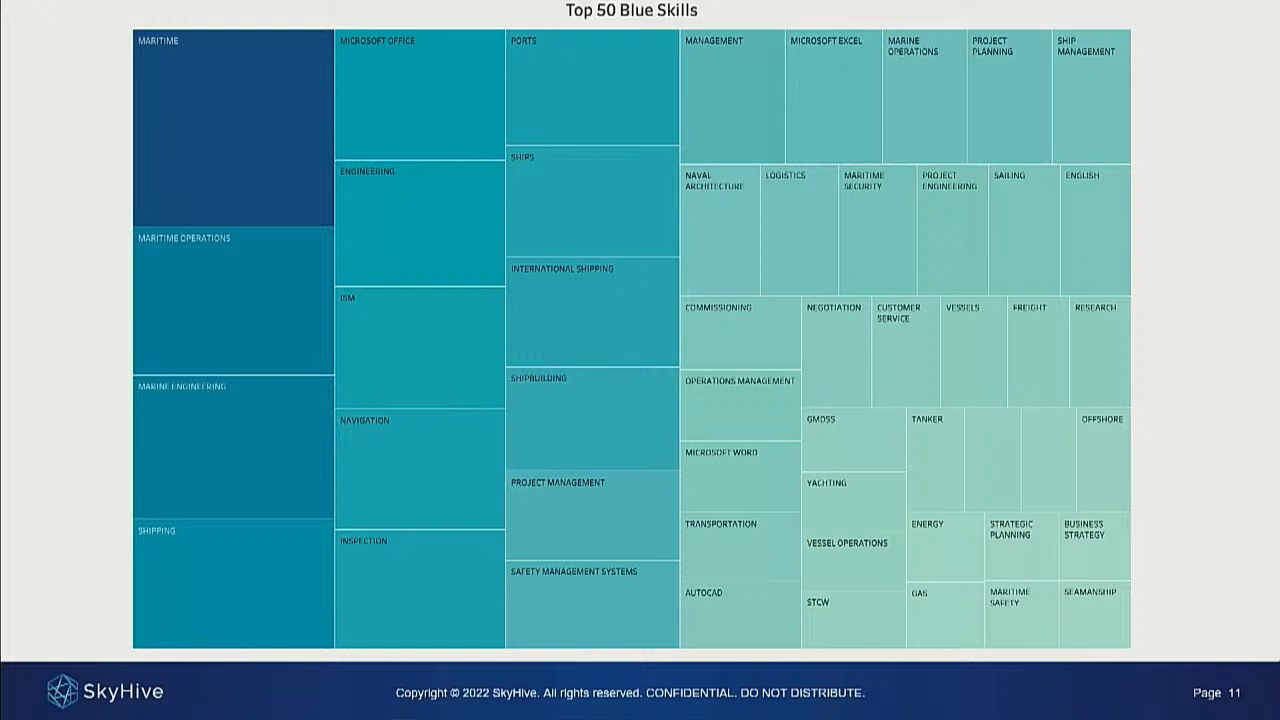 Top 50 Blue Skills
MARITIME
MARITIME OPERATIONS
MARINE ENGINEERING
SHIPPING
MICROSOFT OFFICE
ENGINEERING
ISM
NAVIGATION
INSPECTION
PORTS
SHIPS
INTERNATIONAL SHIPPING
SHIPBUILDING
PROJECT MANAGEMENT
SAFETY MANAGEMENT SYSTEMS
MANAGEMENT
MICROSOFT EXCEL
MARINE
OPERATIONS
PROJECT
PLANNING
SHIP
MANAGEMENT
NAVAL
ARCHITECTURE
LOGISTICS
MARITIME
SECURITY
PROJECT
ENGINEERING
SAILING
ENGLISH
COMMISSIONING
OPERATIONS MANAGEMENT
MICROSOFT WORD
TRANSPORTATION
AUTOCAD
NEGOTIATION
CUSTOMER
SERVICE
VESSELS
FREIGHT
RESEARCH
GMDSS
YACHTING
VESSEL OPERATIONS
STCW
TANKER
OFFSHORE
ENERGY
STRATEGIC
PLANNING
BUSINESS
STRATEGY
GAS
MARITIME
SAFETY
SEAMANSHIP
SkyHive
Copyright © 2022 SkyHive. All rights reserved. CONFIDENTIAL. DO NOT DISTRIBUTE.
Page 11